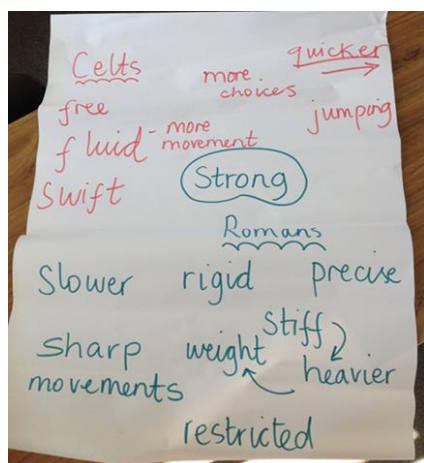 Celts
quicker
more
choices
free
jumping
fluid - more
movement
Swift
Strong
Romans
Slower rigid precise
Stiff
sharp weight
movements
heavier
restricted